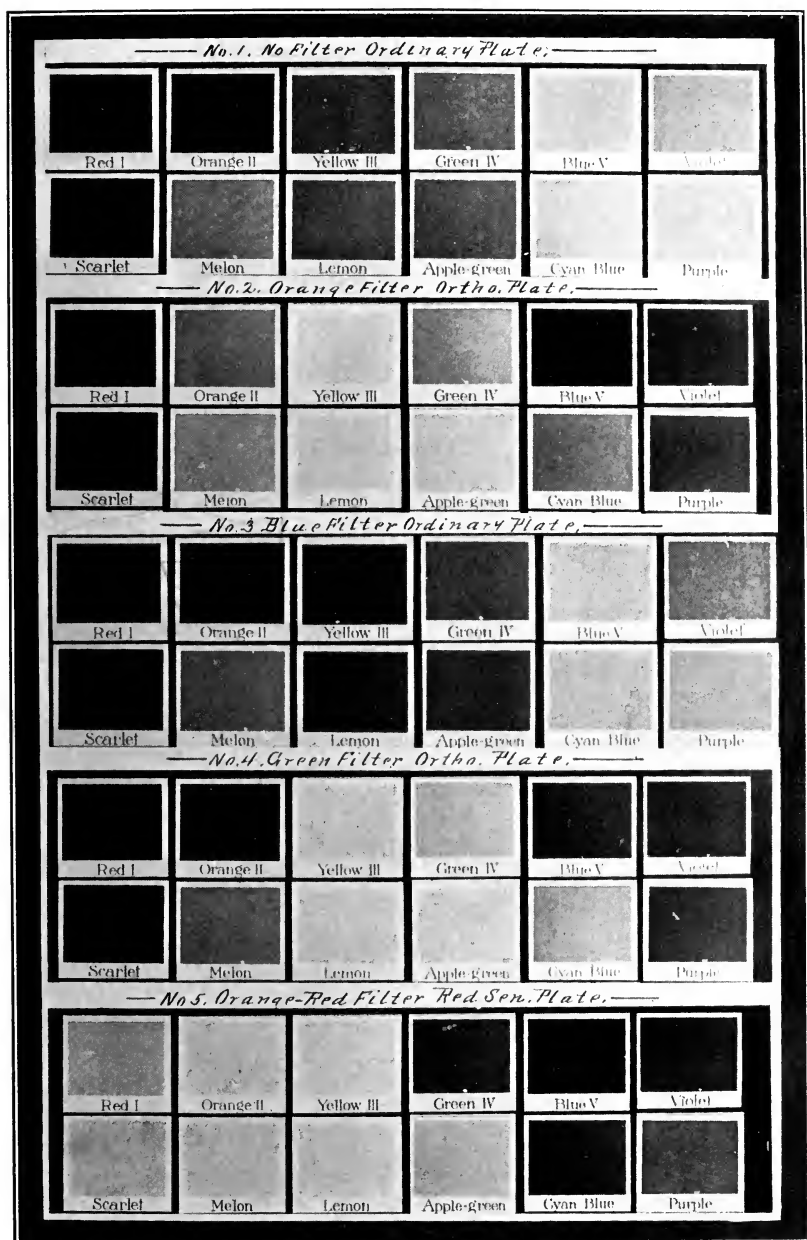 No. 1. No Filter Ordinary Plate.
Red I Orange II Yellow III Green IV Blue V Violet
Scarlet Melon Lemon Apple-green Cyan Blue Purple
No. 2. Orange Filter Ortho. Plate.
Red I Orange II Yellow III Green IV Blue V Violet
Scarlet Melon Lemon Apple-green Cyan Blue Purple
No. 3 Blue Filter Ordinary Plate.
Red I Orange II Yellow III Green IV Blue V Violet
Scarlet Melon Lemon Apple-green Cyan Blue Purple
No. 4. Green Filter Ortho. Plate.
Red I Orange II Yellow III Green IV Blue V Violet
Scarlet Melon Lemon Apple-green Cyan Blue Purple
No 5. Orange-Red Filter Red Sen. Plate.
Red I Orange II Yellow III Green IV Blue V Violet
Scarlet Melon Lemon Apple-green Cyan Blue Purple